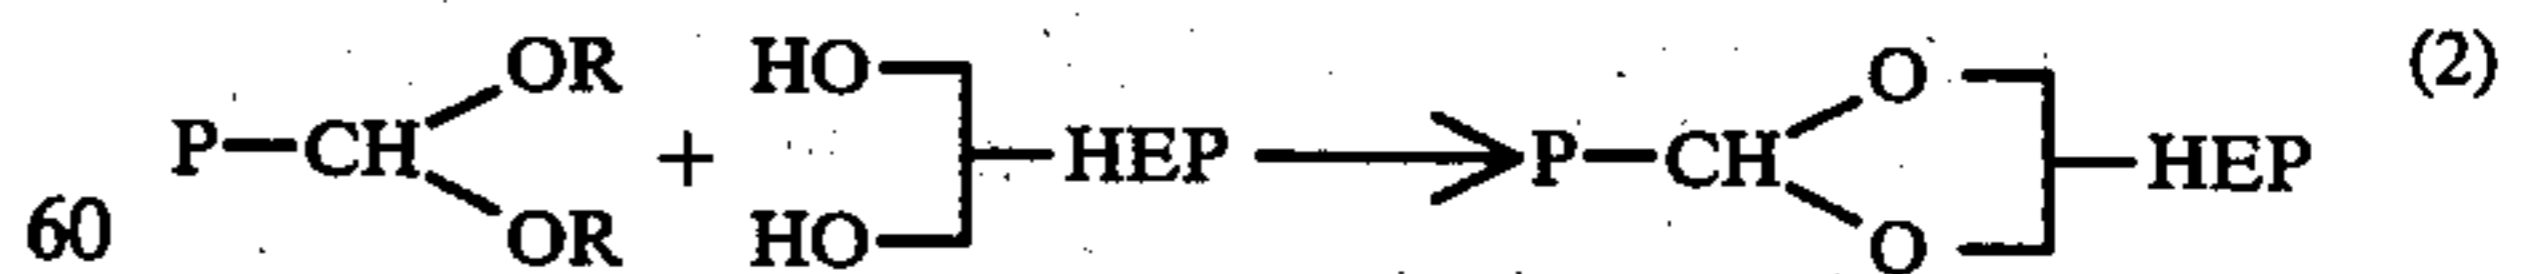 OR HO O (2)
P—CH + HEP → P—CH HEP
60 OR HO O